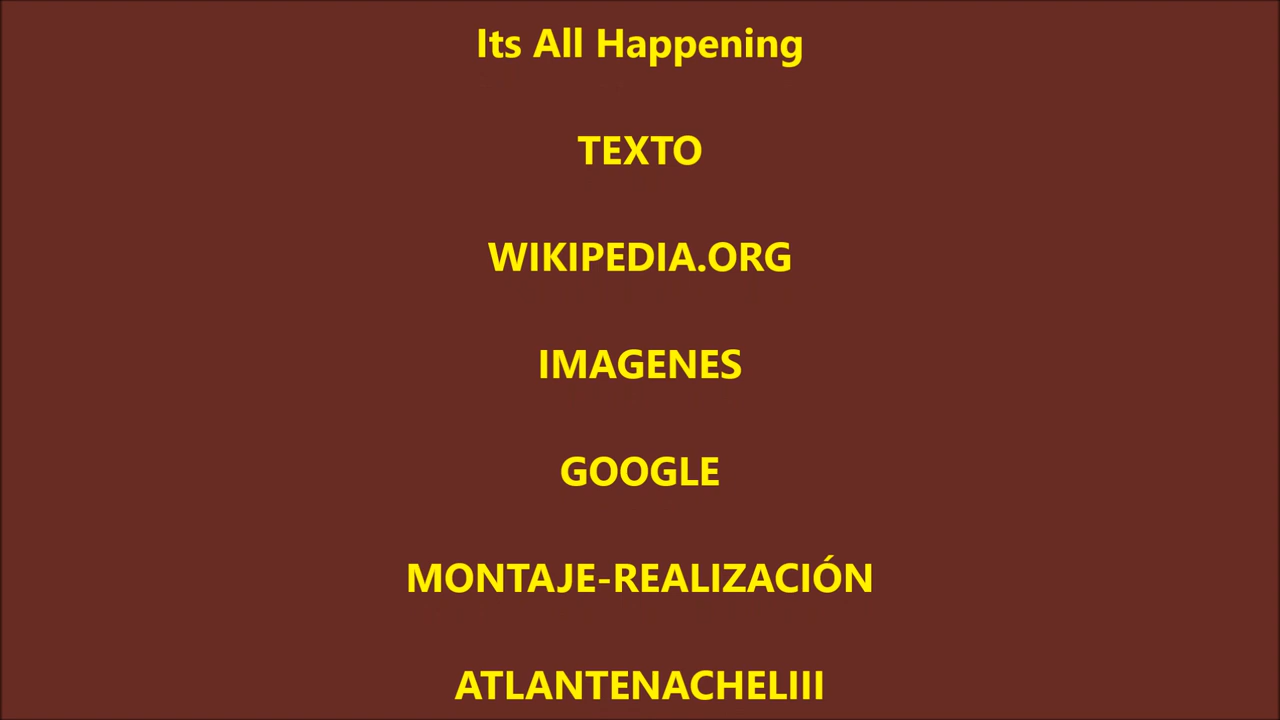 Its All Happening
TEXTO
WIKIPEDIA.ORG
IMAGENES
GOOGLE
MONTAJE-REALIZACIÓN
ATLANTENACHELIII